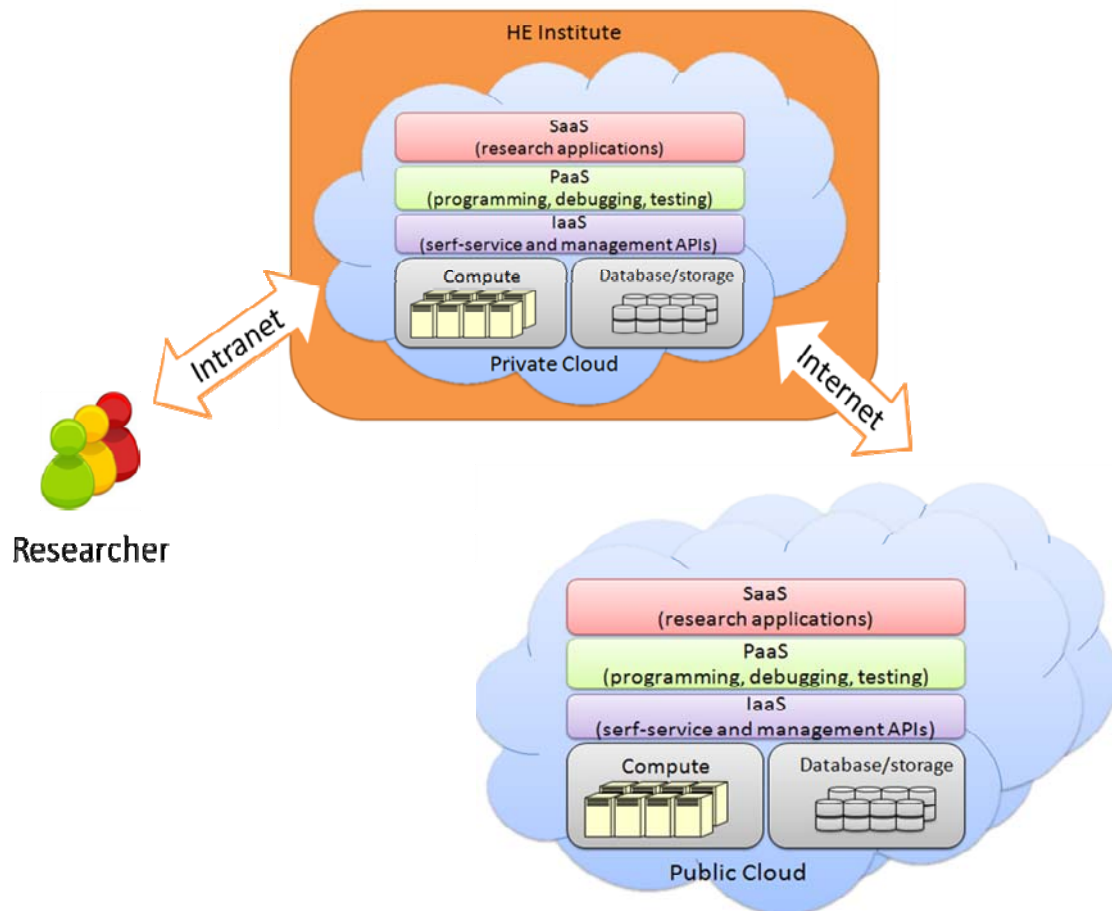 HE Institute
SaaS
(research applications)
PaaS
(programming, debugging, testing)
IaaS
(serf-service and management APIs)
Compute
Database/storage
Private Cloud
Intranet
Internet
Researcher
SaaS
(research applications)
PaaS
(programming, debugging, testing)
IaaS
(serf-service and management APIs)
Compute
Database/storage
Public Cloud